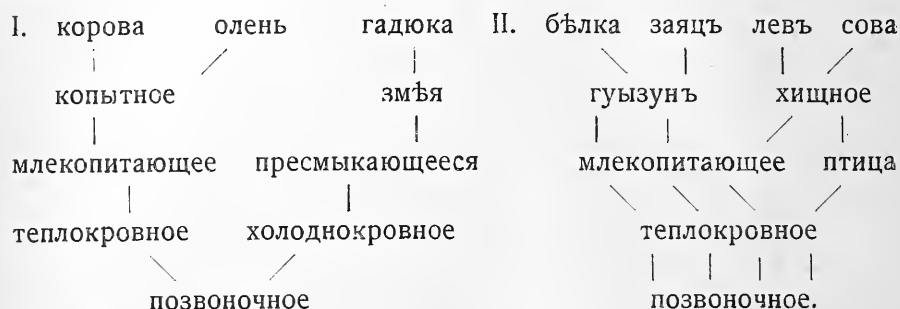 I. корова олень гадюка II. бѣлка заяцъ левъ сова
копытное змѣя гуызунъ хищное
млекопитающее пресмыкающееся млекопитающее птица
теплокровное холоднокровное теплокровное
позвоночное позвоночное.